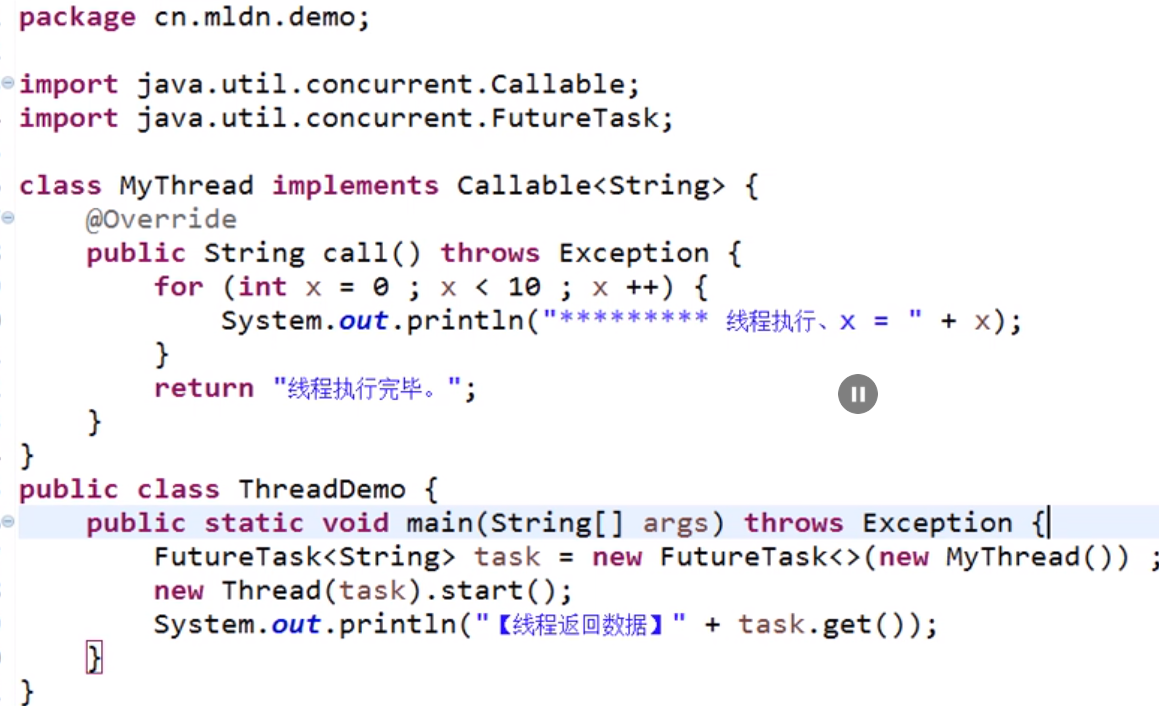 package cn.mldn.demo;
import java.util.concurrent.Callable;
import java.util.concurrent.FutureTask;
class MyThread implements Callable<String> {
@Override
public String call() throws Exception {
for (int x = 0 ; x < 10 ; x ++) {
System.out.println("********* 线程执行、x = " + x);
}
return "线程执行完毕。";
}
}
public class ThreadDemo {
public static void main(String[] args) throws Exception {
FutureTask<String> task = new FutureTask<>(new MyThread()) ;
new Thread(task).start();
System.out.println("【线程返回数据】" + task.get());
}
}